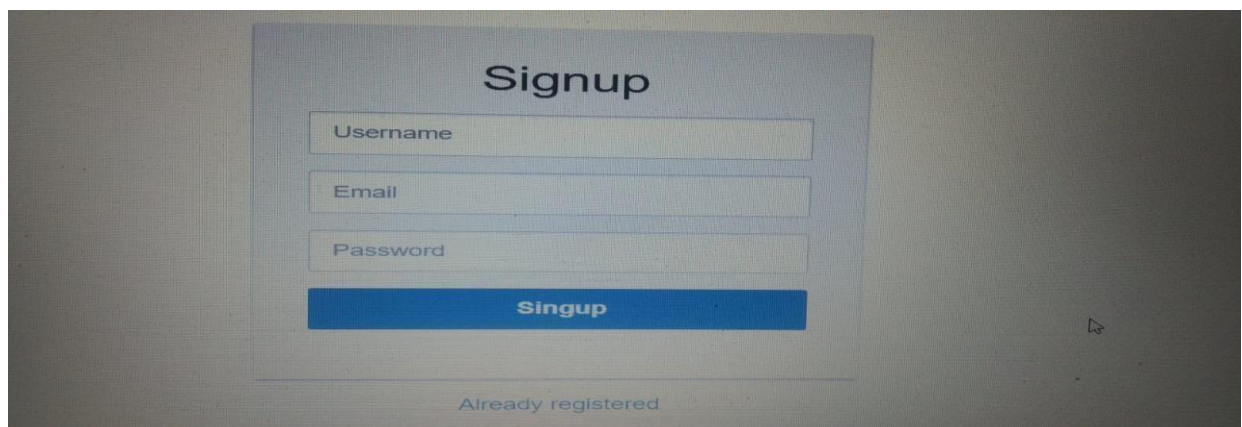 Signup
Username
Email
Password
Singup
Already registered